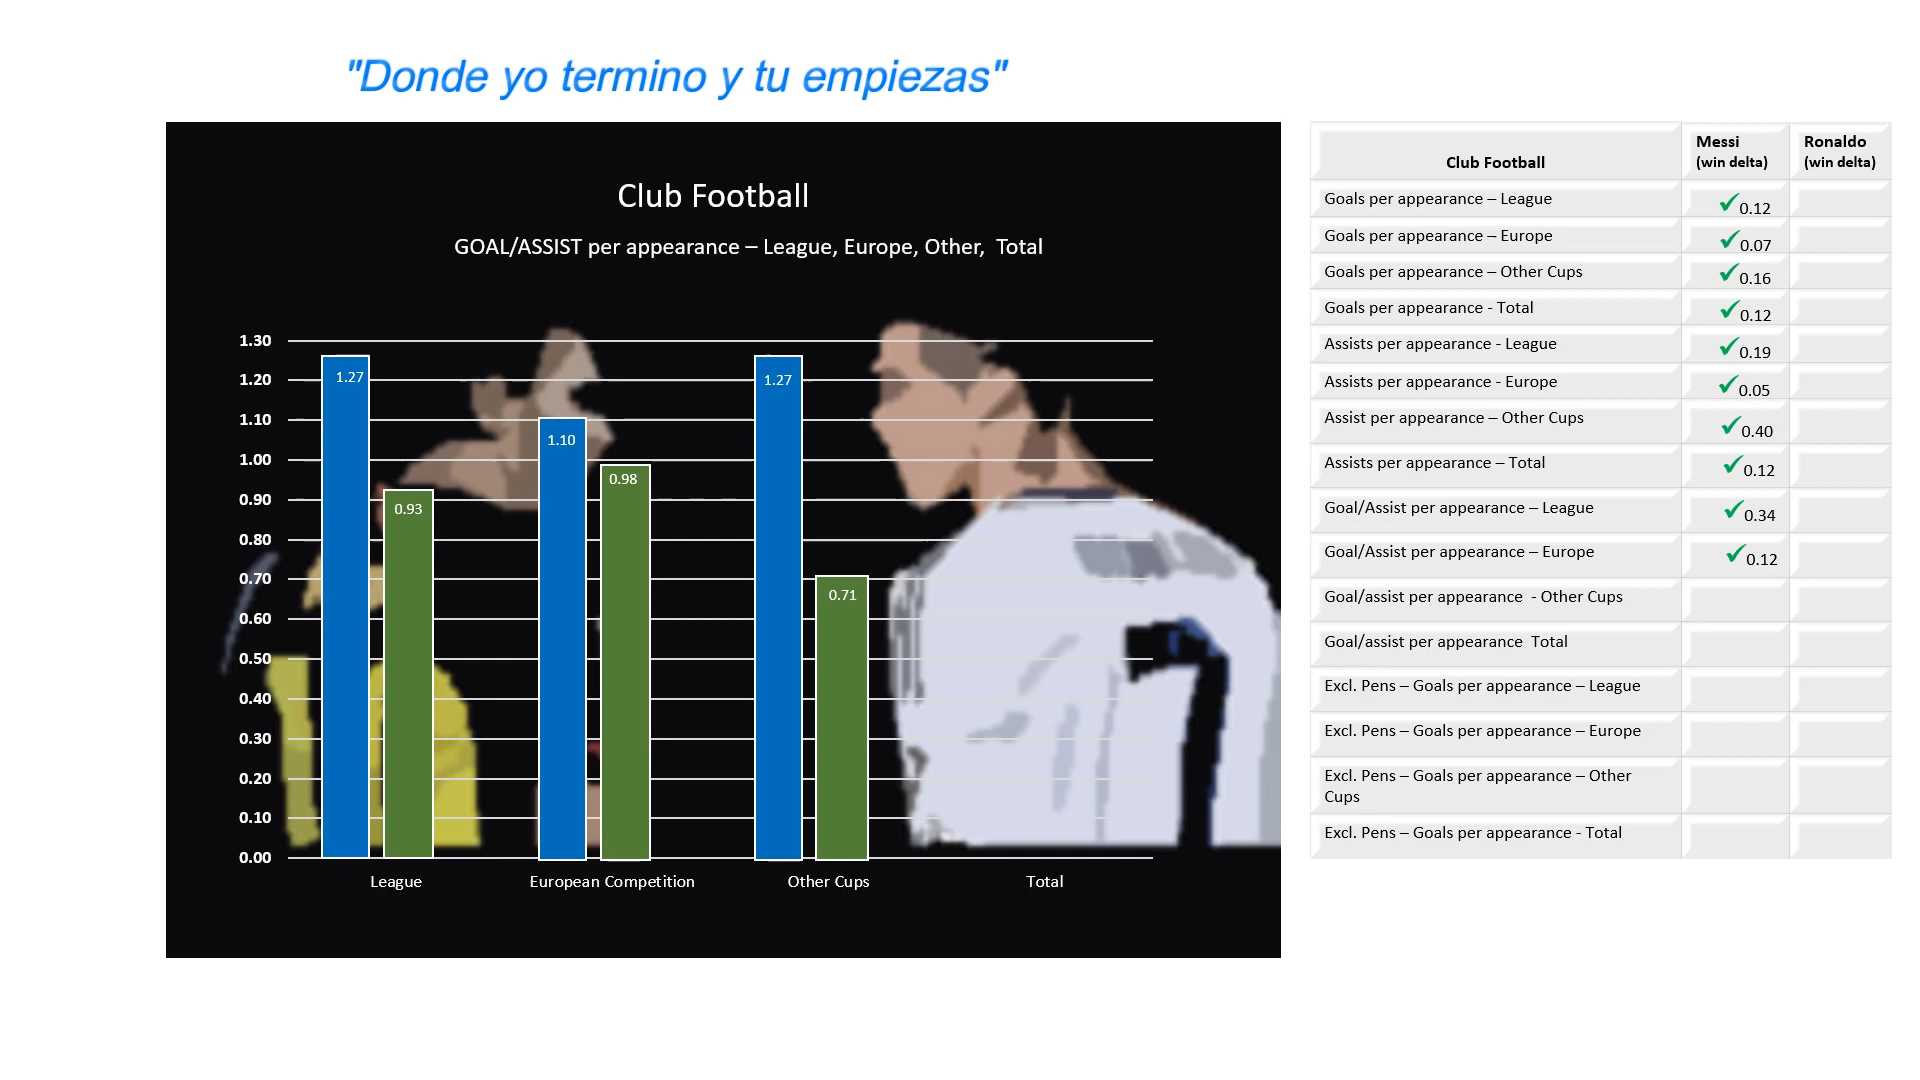 "Donde yo termino y tu empiezas"
Club Football
GOAL/ASSIST per appearance – League, Europe, Other, Total
1.30
1.20
1.10
1.00
0.90
0.80
0.70
0.60
0.50
0.40
0.30
0.20
0.10
0.00
1.27
0.93
1.10
0.98
1.27
0.71
League
European Competition
Other Cups
Total
Club Football
Messi
(win delta)
Ronaldo
(win delta)
Goals per appearance – League ✓0.12
Goals per appearance – Europe ✓0.07
Goals per appearance – Other Cups ✓0.16
Goals per appearance - Total ✓0.12
Assists per appearance - League ✓0.19
Assists per appearance - Europe ✓0.05
Assist per appearance – Other Cups ✓0.40
Assists per appearance – Total ✓0.12
Goal/Assist per appearance – League ✓0.34
Goal/Assist per appearance – Europe ✓0.12
Goal/assist per appearance - Other Cups
Goal/assist per appearance Total
Excl. Pens – Goals per appearance – League
Excl. Pens – Goals per appearance – Europe
Excl. Pens – Goals per appearance – Other
Cups
Excl. Pens – Goals per appearance - Total